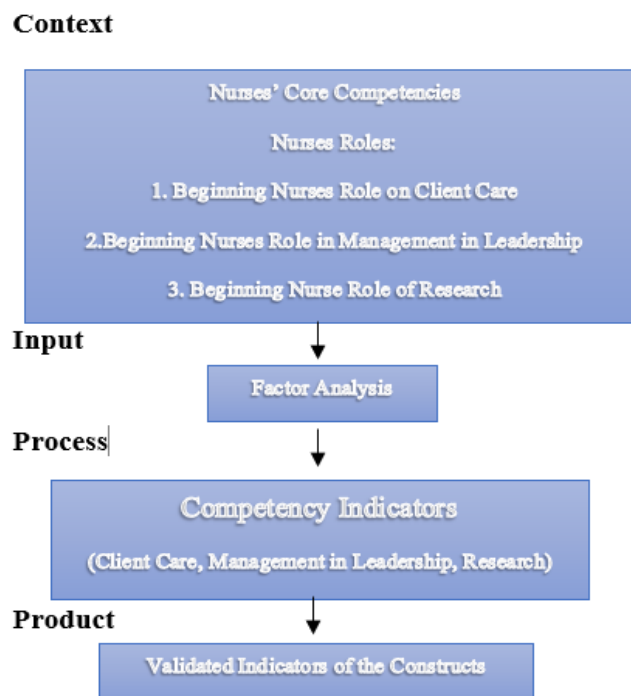 Context
Nurses’ Core Competencies
Nurses Roles:
1. Beginning Nurses Role on Client Care
2.Beginning Nurses Role in Management in Leadership
3. Beginning Nurse Role of Research
Input
Factor Analysis
Process
Competency Indicators
(Client Care, Management in Leadership, Research)
Product
Validated Indicators of the Constructs